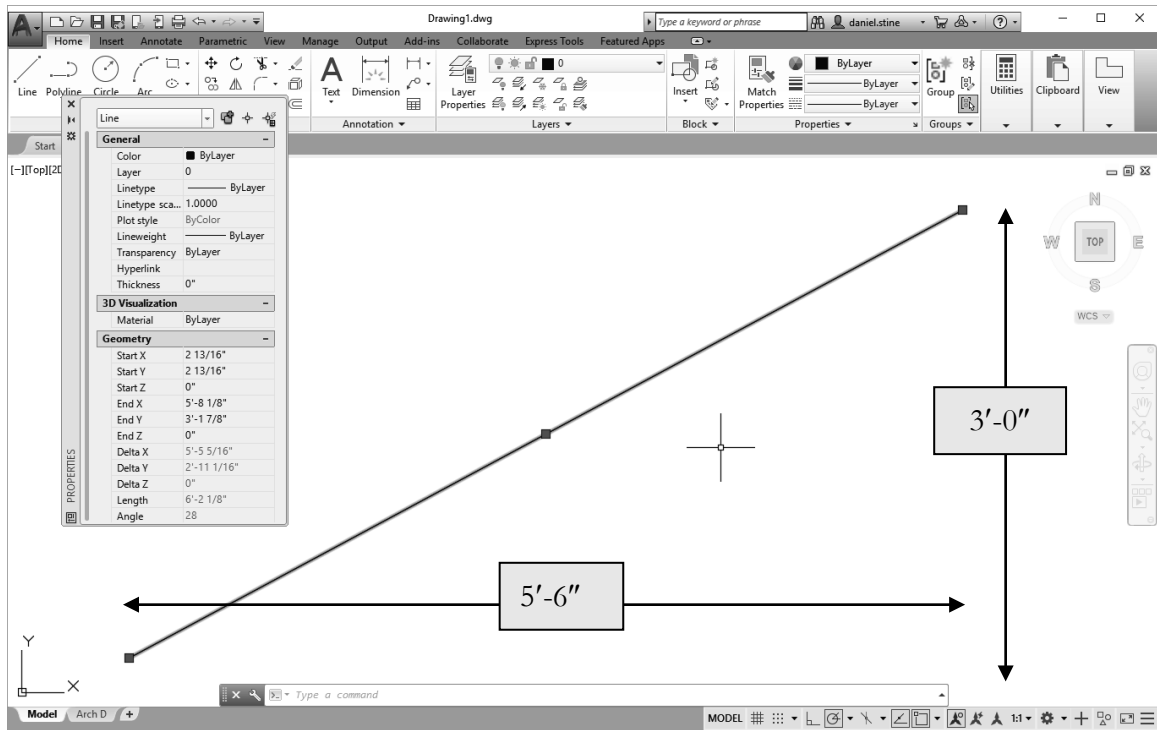 Drawing1.dwg
Type a keyword or phrase
daniel.stine
Home Insert Annotate Parametric View Manage Output Add-ins Collaborate Express Tools Featured Apps
0
ByLayer
ByLayer
ByLayer
Line Polyline Circle Arc
Text Dimension
Layer Properties
Insert
Match Properties
Group
Utilities
Clipboard
View
Annotation Layers Block Properties Groups
Start
[−][Top][2D
PROPERTIES
Line
General
Color ByLayer
Layer 0
Linetype ByLayer
Linetype sca... 1.0000
Plot style ByColor
Lineweight ByLayer
Transparency ByLayer
Hyperlink
Thickness 0"
3D Visualization
Material ByLayer
Geometry
Start X 2 13/16"
Start Y 2 13/16"
Start Z 0"
End X 5'-8 1/8"
End Y 3'-1 7/8"
End Z 0"
Delta X 5'-5 5/16"
Delta Y 2'-11 1/16"
Delta Z 0"
Length 6'-2 1/8"
Angle 28
N
W TOP E
S
WCS
3'-0"
5'-6"
Y
X
Type a command
Model Arch D +
MODEL 1:1